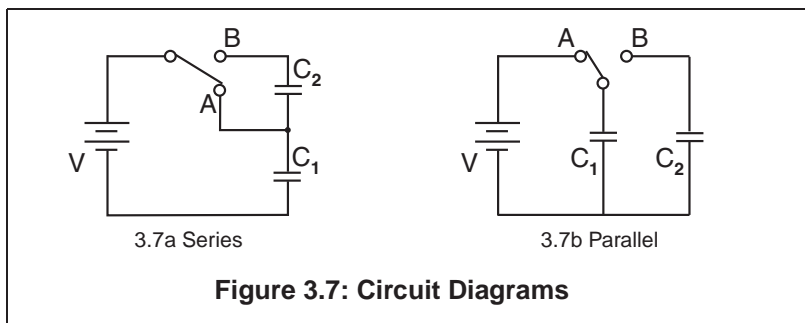 B
C2
A
V
C1
3.7a Series
A
B
V
C1
C2
3.7b Parallel
Figure 3.7: Circuit Diagrams